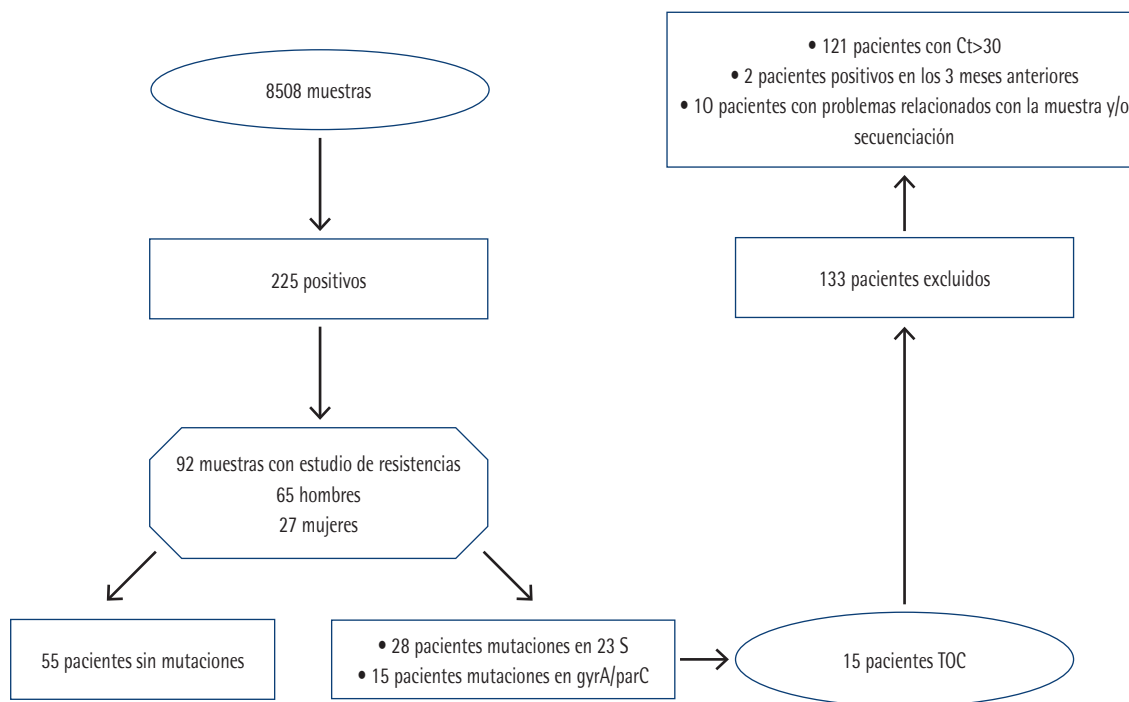 8508 muestras
225 positivos
92 muestras con estudio de resistencias
65 hombres
27 mujeres
55 pacientes sin mutaciones
• 28 pacientes mutaciones en 23 S
• 15 pacientes mutaciones en gyrA/parC
15 pacientes TOC
133 pacientes excluidos
• 121 pacientes con Ct>30
• 2 pacientes positivos en los 3 meses anteriores
• 10 pacientes con problemas relacionados con la muestra y/o
secuenciación